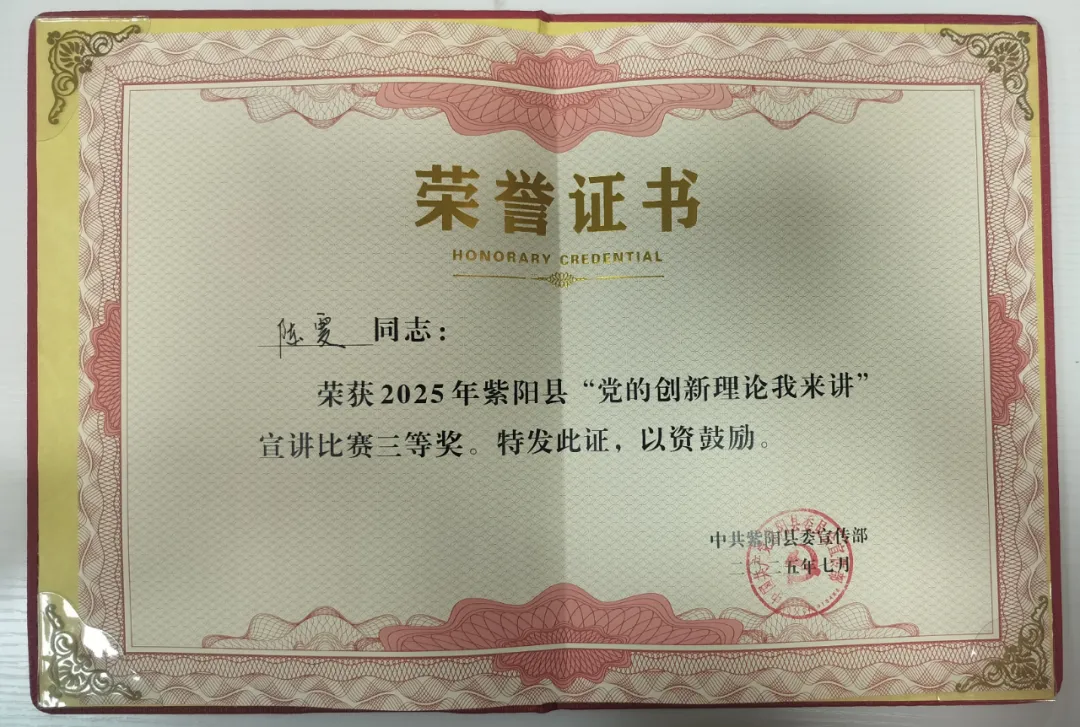 荣誉证书
HONORARY CREDENTIAL
陈雯 同志：
荣获2025年紫阳县“党的创新理论我来讲”
宣讲比赛三等奖。特发此证，以资鼓励。
中共紫阳县委宣传部
二〇二五年七月